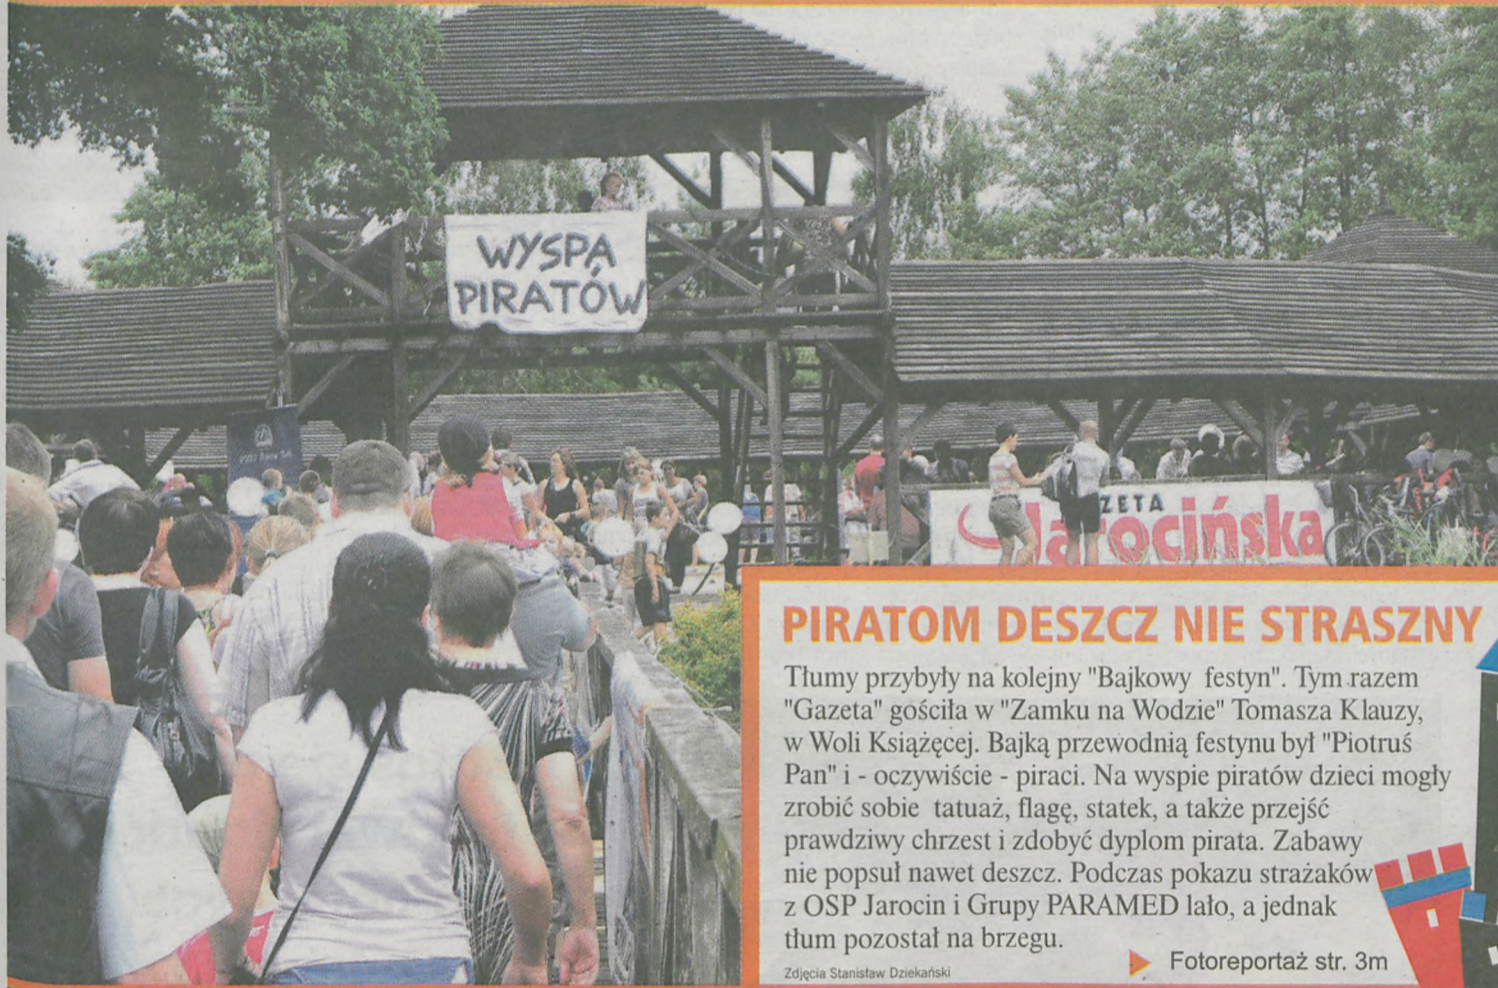 WYSPA
PIRATÓW
GAZETA
Jarocińska
PIRATOM DESZCZ NIE STRASZNY
Tłumy przybyły na kolejny "Bajkowy festyn". Tym razem
"Gazeta" gościła w "Zamku na Wodzie" Tomasza Klauzy,
w Woli Książęcej. Bajką przewodnią festynu był "Piotruś
Pan" i - oczywiście - piraci. Na wyspie piratów dzieci mogły
zrobić sobie tatuaż, flagę, statek, a także przejść
prawdziwy chrzest i zdobyć dyplom pirata. Zabawy
nie popsuł nawet deszcz. Podczas pokazu strażaków
z OSP Jarocin i Grupy PARAMED lało, a jednak
tłum pozostał na brzegu.
Zdjęcia Stanisław Dziekański
Fotoreportaż str. 3m